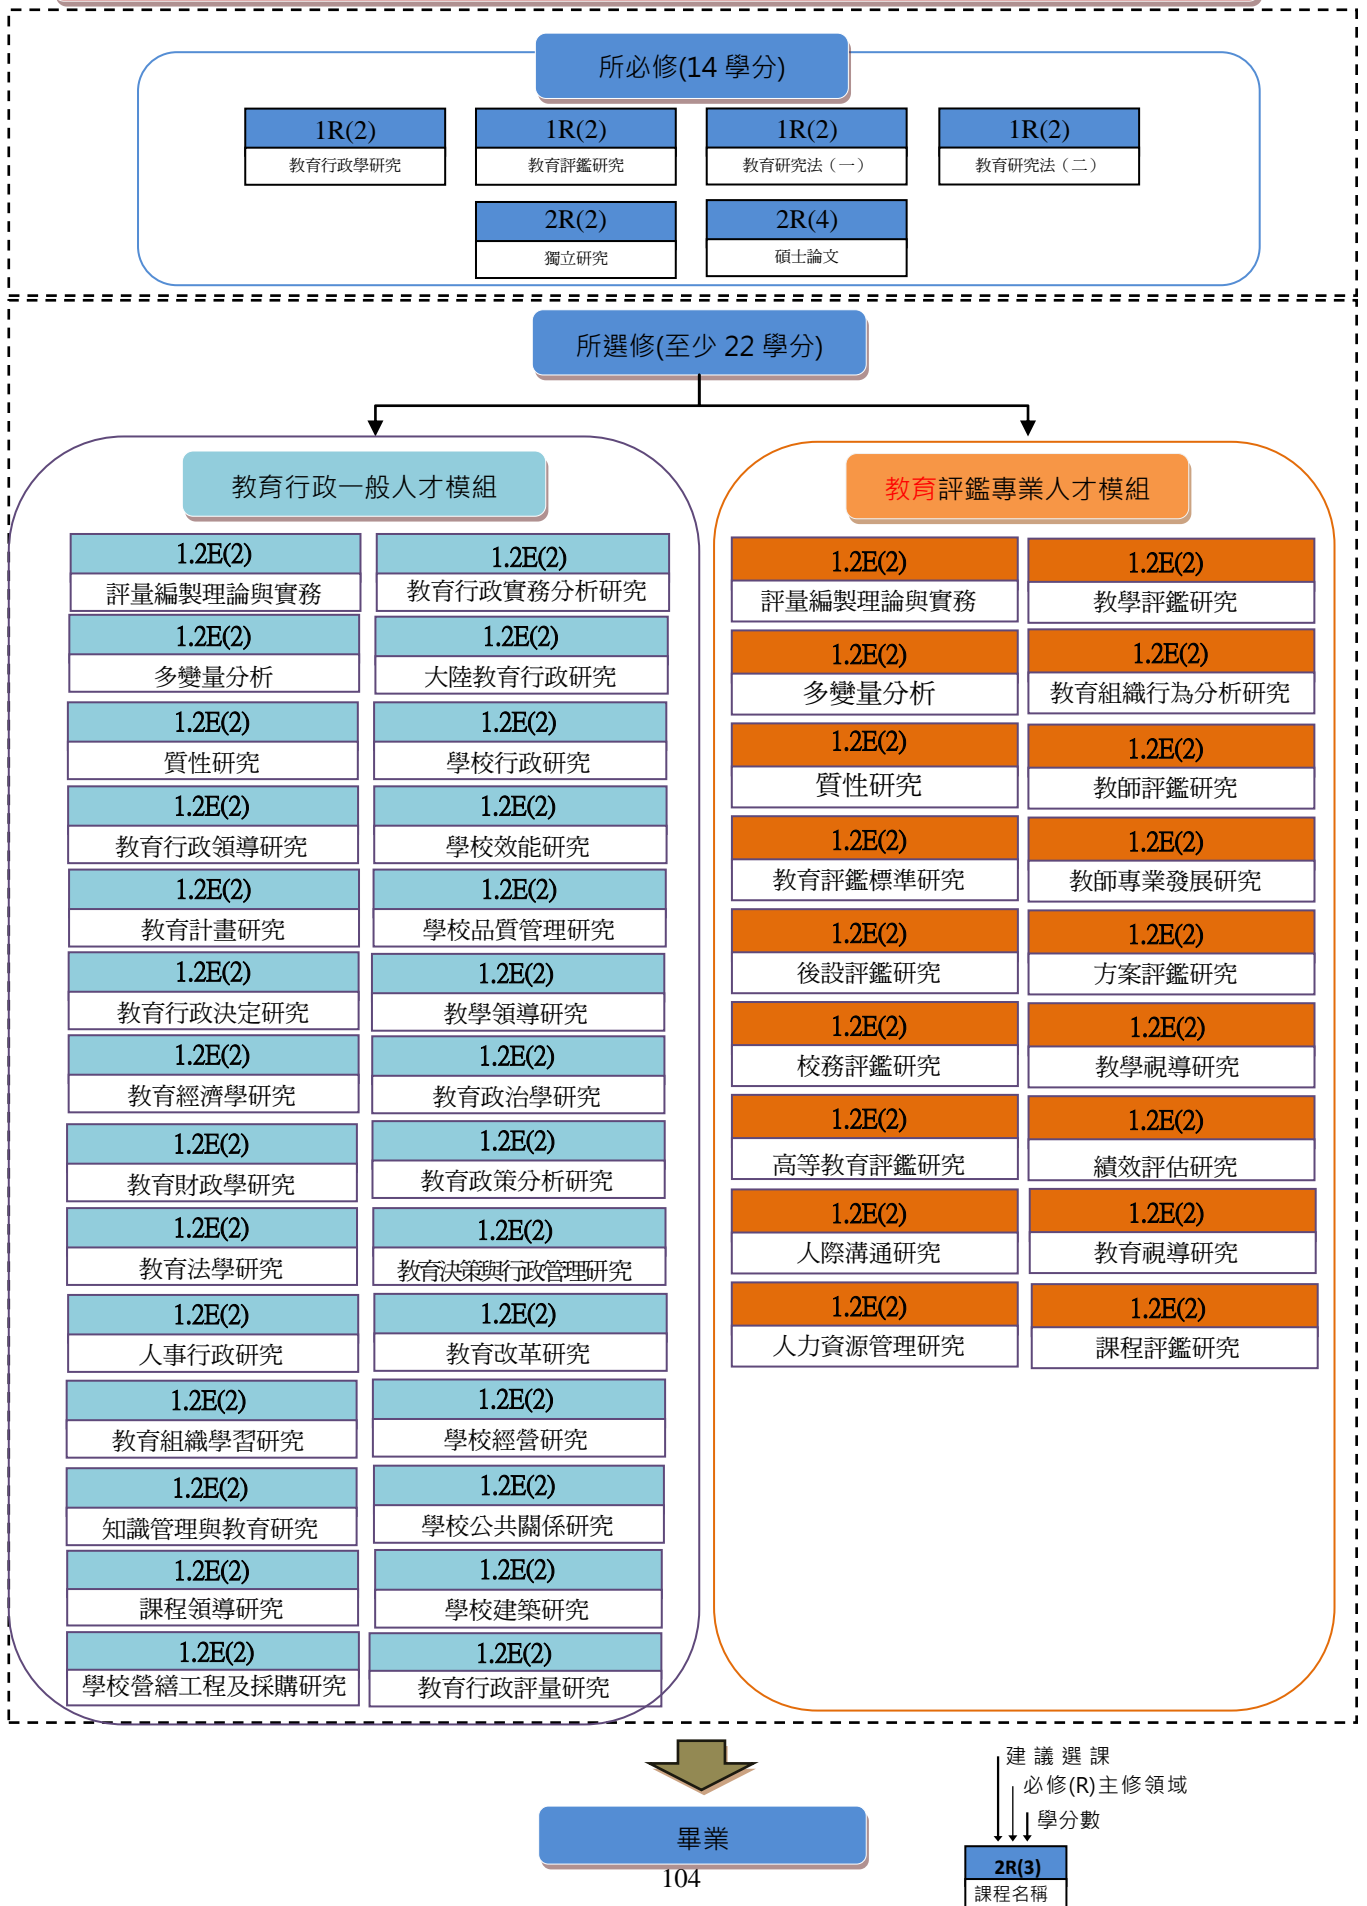 所必修(14 學分)
1R(2)
教育行政學研究
1R(2)
教育評鑑研究
1R(2)
教育研究法（一）
1R(2)
教育研究法（二）
2R(2)
獨立研究
2R(4)
碩士論文
所選修(至少 22 學分)
教育行政一般人才模組
1.2E(2)
評量編製理論與實務
1.2E(2)
教育行政實務分析研究
1.2E(2)
多變量分析
1.2E(2)
大陸教育行政研究
1.2E(2)
質性研究
1.2E(2)
學校行政研究
1.2E(2)
教育行政領導研究
1.2E(2)
學校效能研究
1.2E(2)
教育計畫研究
1.2E(2)
學校品質管理研究
1.2E(2)
教育行政決定研究
1.2E(2)
教學領導研究
1.2E(2)
教育經濟學研究
1.2E(2)
教育政治學研究
1.2E(2)
教育財政學研究
1.2E(2)
教育政策分析研究
1.2E(2)
教育法學研究
1.2E(2)
教育決策與行政管理研究
1.2E(2)
人事行政研究
1.2E(2)
教育改革研究
1.2E(2)
教育組織學習研究
1.2E(2)
學校經營研究
1.2E(2)
知識管理與教育研究
1.2E(2)
學校公共關係研究
1.2E(2)
課程領導研究
1.2E(2)
學校建築研究
1.2E(2)
學校營繕工程及採購研究
1.2E(2)
教育行政評量研究
教育評鑑專業人才模組
1.2E(2)
評量編製理論與實務
1.2E(2)
教學評鑑研究
1.2E(2)
多變量分析
1.2E(2)
教育組織行為分析研究
1.2E(2)
質性研究
1.2E(2)
教師評鑑研究
1.2E(2)
教育評鑑標準研究
1.2E(2)
教師專業發展研究
1.2E(2)
後設評鑑研究
1.2E(2)
方案評鑑研究
1.2E(2)
校務評鑑研究
1.2E(2)
教學視導研究
1.2E(2)
高等教育評鑑研究
1.2E(2)
績效評估研究
1.2E(2)
人際溝通研究
1.2E(2)
教育視導研究
1.2E(2)
人力資源管理研究
1.2E(2)
課程評鑑研究
畢業
104
建議選課
必修(R)主修領域
學分數
2R(3)
課程名稱